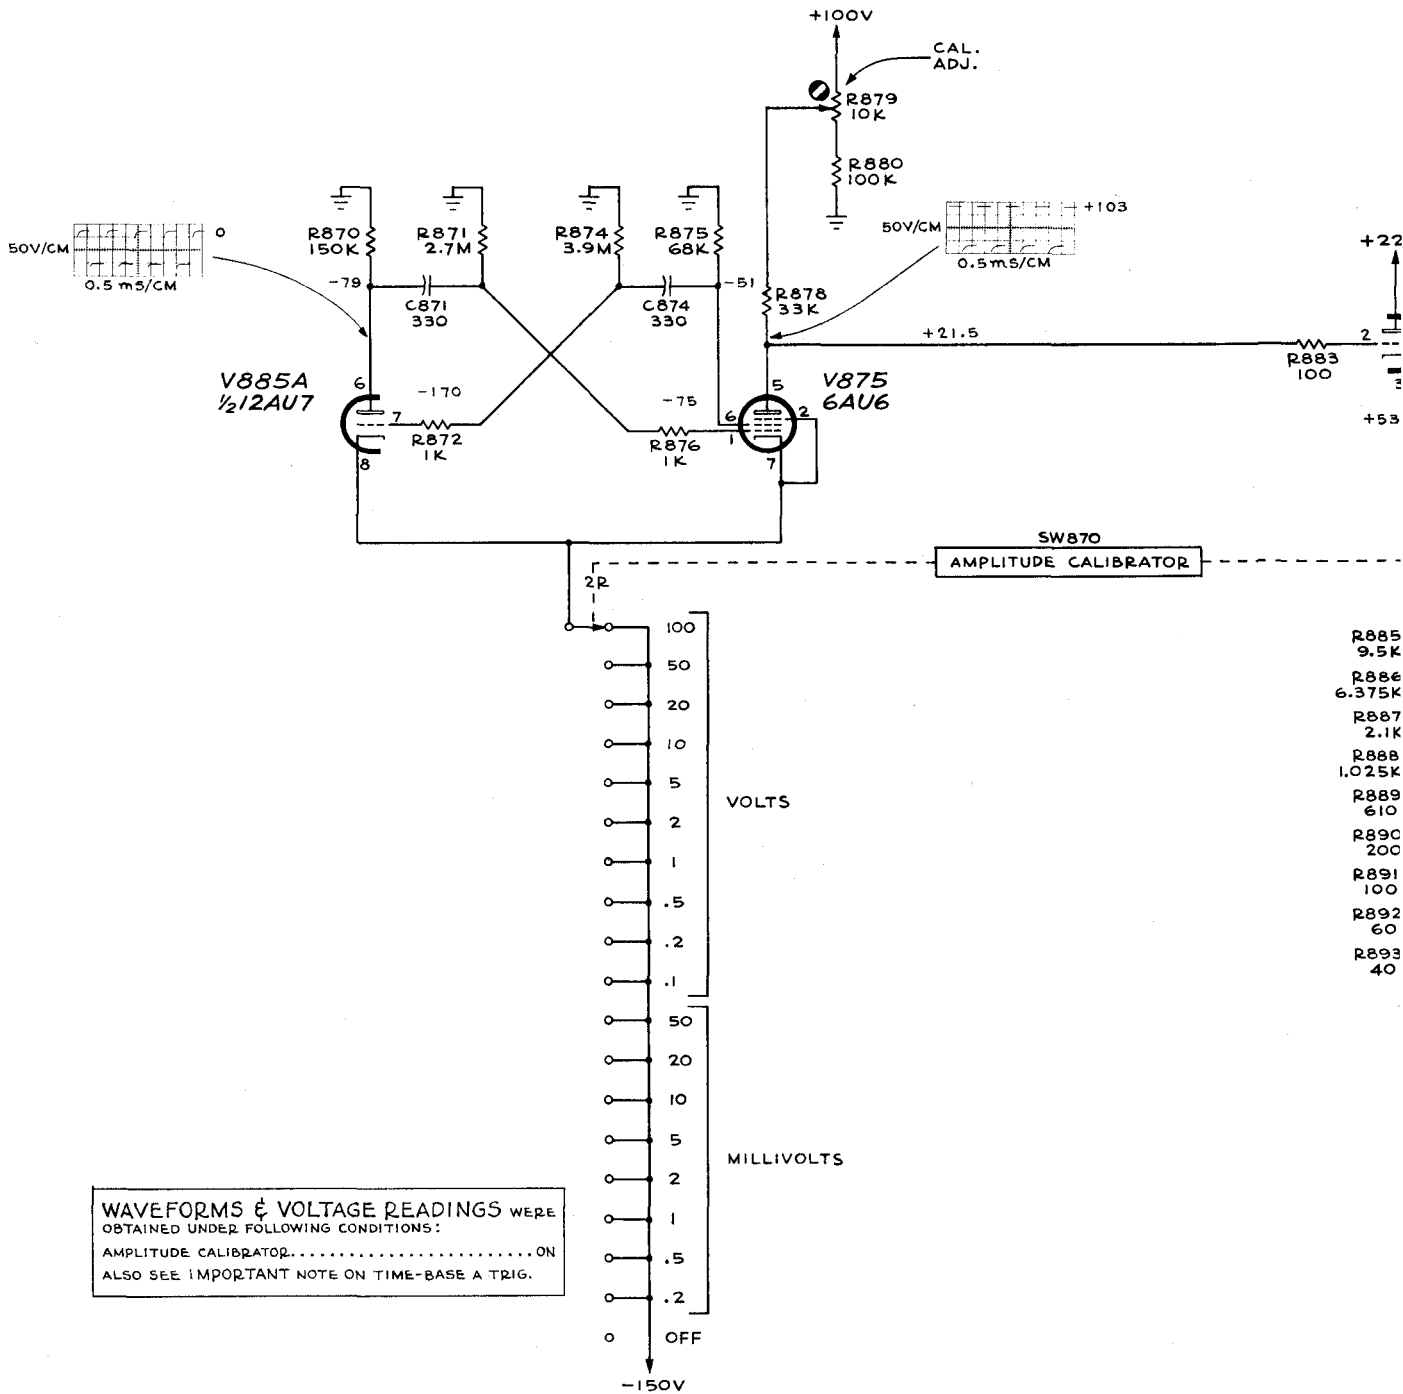 +100V
CAL.
ADJ.
R879
10K
R880
100K
R870
150K
R871
2.7M
R874
3.9M
R875
68K
50V/CM
0
0.5mS/CM
50V/CM
+103
0.5mS/CM
+22
-79
C871
330
C874
330
-51
R878
33K
+21.5
R883
100
2
3
+53
V885A
½12AU7
6
-170
7
R872
1K
8
-75
R876
1K
6
1
5
2
7
V875
6AU6
SW870
AMPLITUDE CALIBRATOR
2R
100
50
20
10
5
2
1
.5
.2
.1
VOLTS
50
20
10
5
2
1
.5
.2
MILLIVOLTS
OFF
-150V
R885
9.5K
R886
6.375K
R887
2.1K
R888
1.025K
R889
610
R890
200
R891
100
R892
60
R893
40
WAVEFORMS & VOLTAGE READINGS WERE
OBTAINED UNDER FOLLOWING CONDITIONS:
AMPLITUDE CALIBRATOR........................ON
ALSO SEE IMPORTANT NOTE ON TIME-BASE A TRIG.